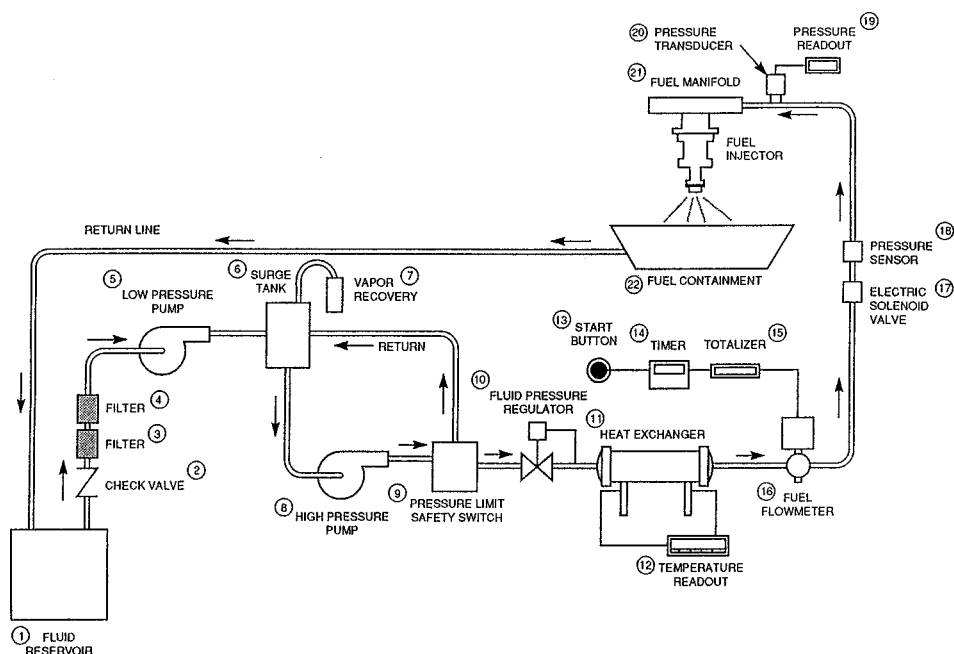 20 PRESSURE
TRANSDUCER
PRESSURE 19
READOUT
21 FUEL MANIFOLD
FUEL
INJECTOR
RETURN LINE
18
PRESSURE
SENSOR
22 FUEL CONTAINMENT
ELECTRIC 17
SOLENOID
VALVE
5
LOW PRESSURE
PUMP
6
SURGE
TANK
VAPOR 7
RECOVERY
RETURN
13
START
BUTTON
14
TIMER
15
TOTALIZER
10
FLUID PRESSURE
REGULATOR
11
HEAT EXCHANGER
FILTER 4
FILTER 3
2
CHECK VALVE
8 HIGH PRESSURE
PUMP
9
PRESSURE LIMIT
SAFETY SWITCH
16 FUEL
FLOWMETER
12 TEMPERATURE
READOUT
1 FLUID
RESERVOIR